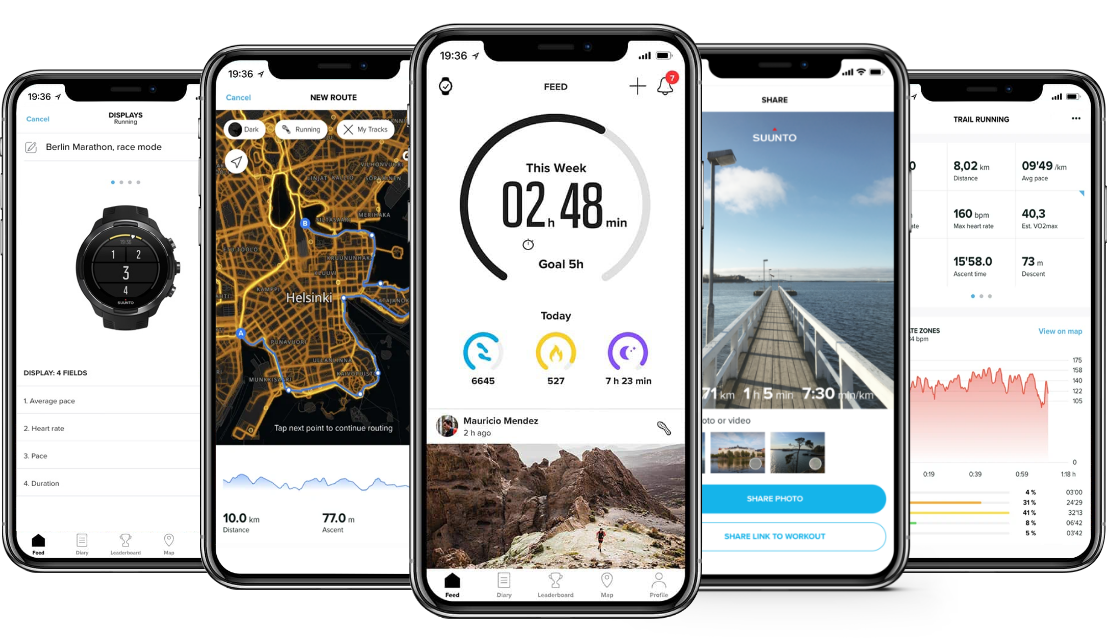 19:36
Cancel
DISPLAYS
Running
Berlin Marathon, race mode
1 2
3
4
SUUNTO
DISPLAY: 4 FIELDS
1. Average pace
2. Heart rate
3. Pace
4. Duration
Feed Diary Leaderboard Map
19:36
Cancel
NEW ROUTE
Dark Running My Tracks
MERIHAKA
B
KLUUVI
KAMPPI
Helsinki
A
PUNAVUORI
ULLANLINNA
Tap next point to continue routing
10.0 km
Distance
77.0 m
Ascent
19:36
FEED
7
This Week
02 h 48 min
Goal 5h
Today
6645 527 7 h 23 min
Mauricio Mendez
2 h ago
Feed Diary Leaderboard Map Profile
SHARE
SUUNTO
71 km 1 h 5 min 7:30 min/km
oto or video
SHARE PHOTO
SHARE LINK TO WORKOUT
TRAIL RUNNING
8,02 km
Distance
09'49 /km
Avg pace
160 bpm
Max heart rate
40,3
Est. VO2max
15'58.0
Ascent time
73 m
Descent
TE ZONES
View on map
4 bpm
175
158
140
122
105
0
0:19 0:39 0:59 1:18 h
4 % 03'00
31 % 24'29
41 % 32'13
8 % 06'42
5 % 03'42